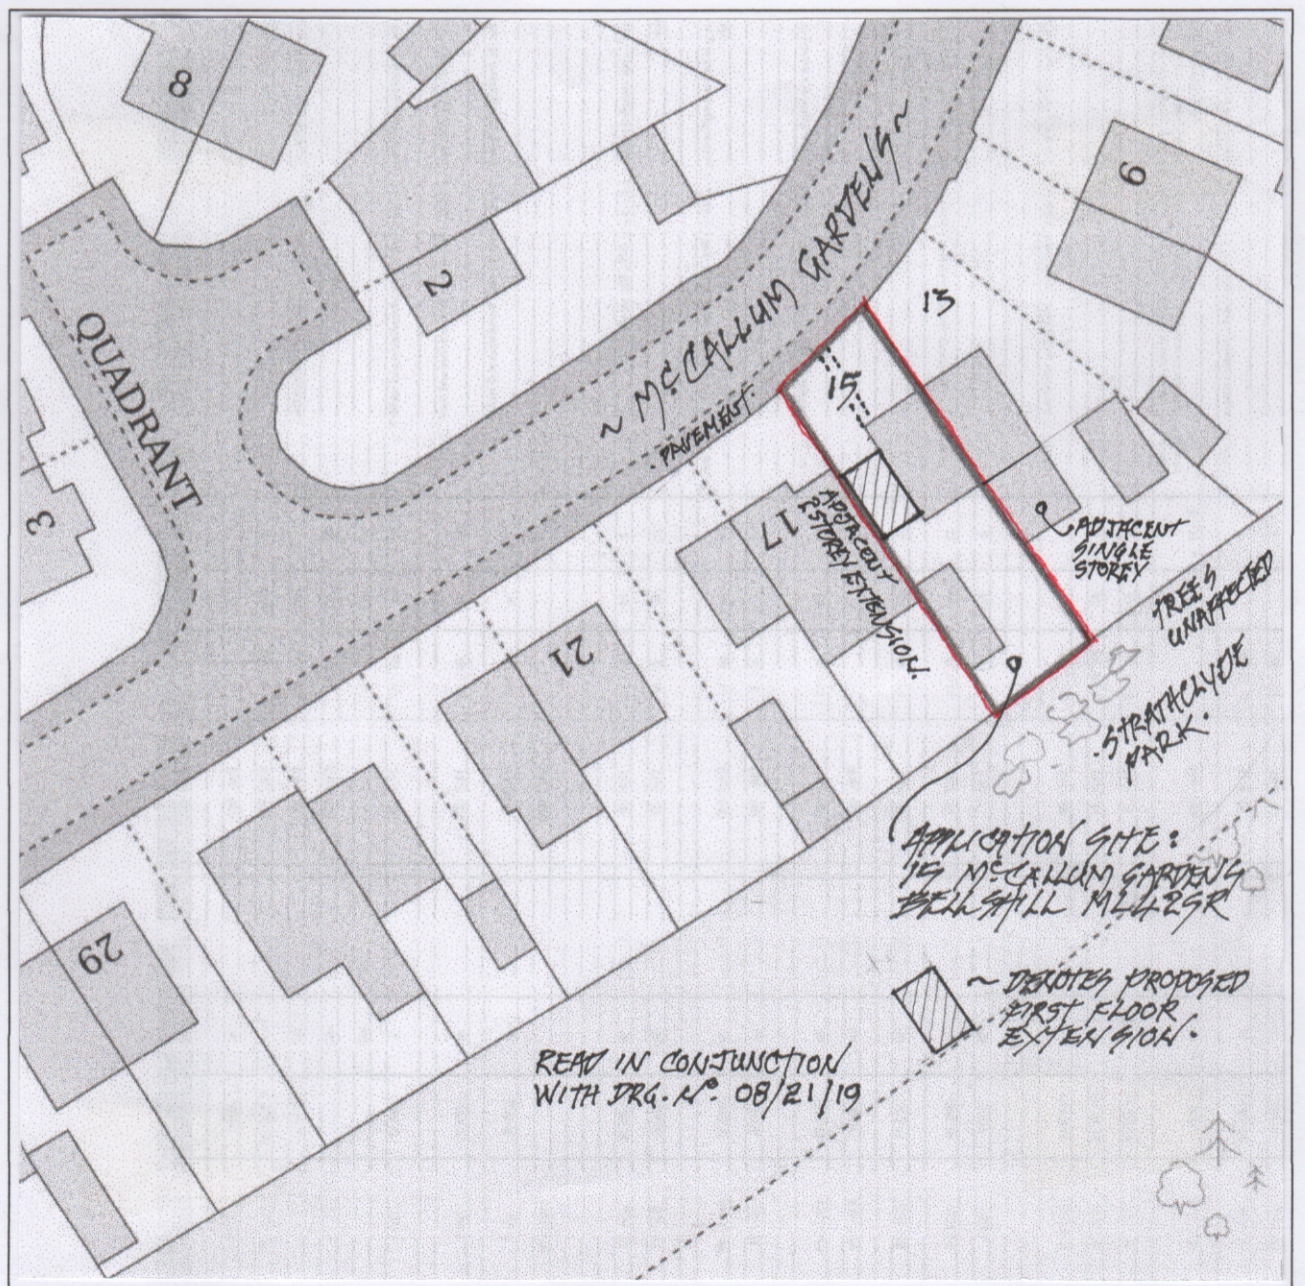 8
2
QUADRANT
3
~ McCALLUM GARDENS ~
PAVEMENT.
9
13
15
17
ADJACENT
2 STOREY EXTENSION.
ADJACENT
SINGLE
STOREY
TREES
UNAFFECTED
STRATHCLYDE
PARK.
21
29
APPLICATION SITE:
15 McCALLUM GARDENS
BELLSHILL ML4 2SR
~ DENOTES PROPOSED
FIRST FLOOR
EXTENSION.
READ IN CONJUNCTION
WITH DRG. No. 08/21/19